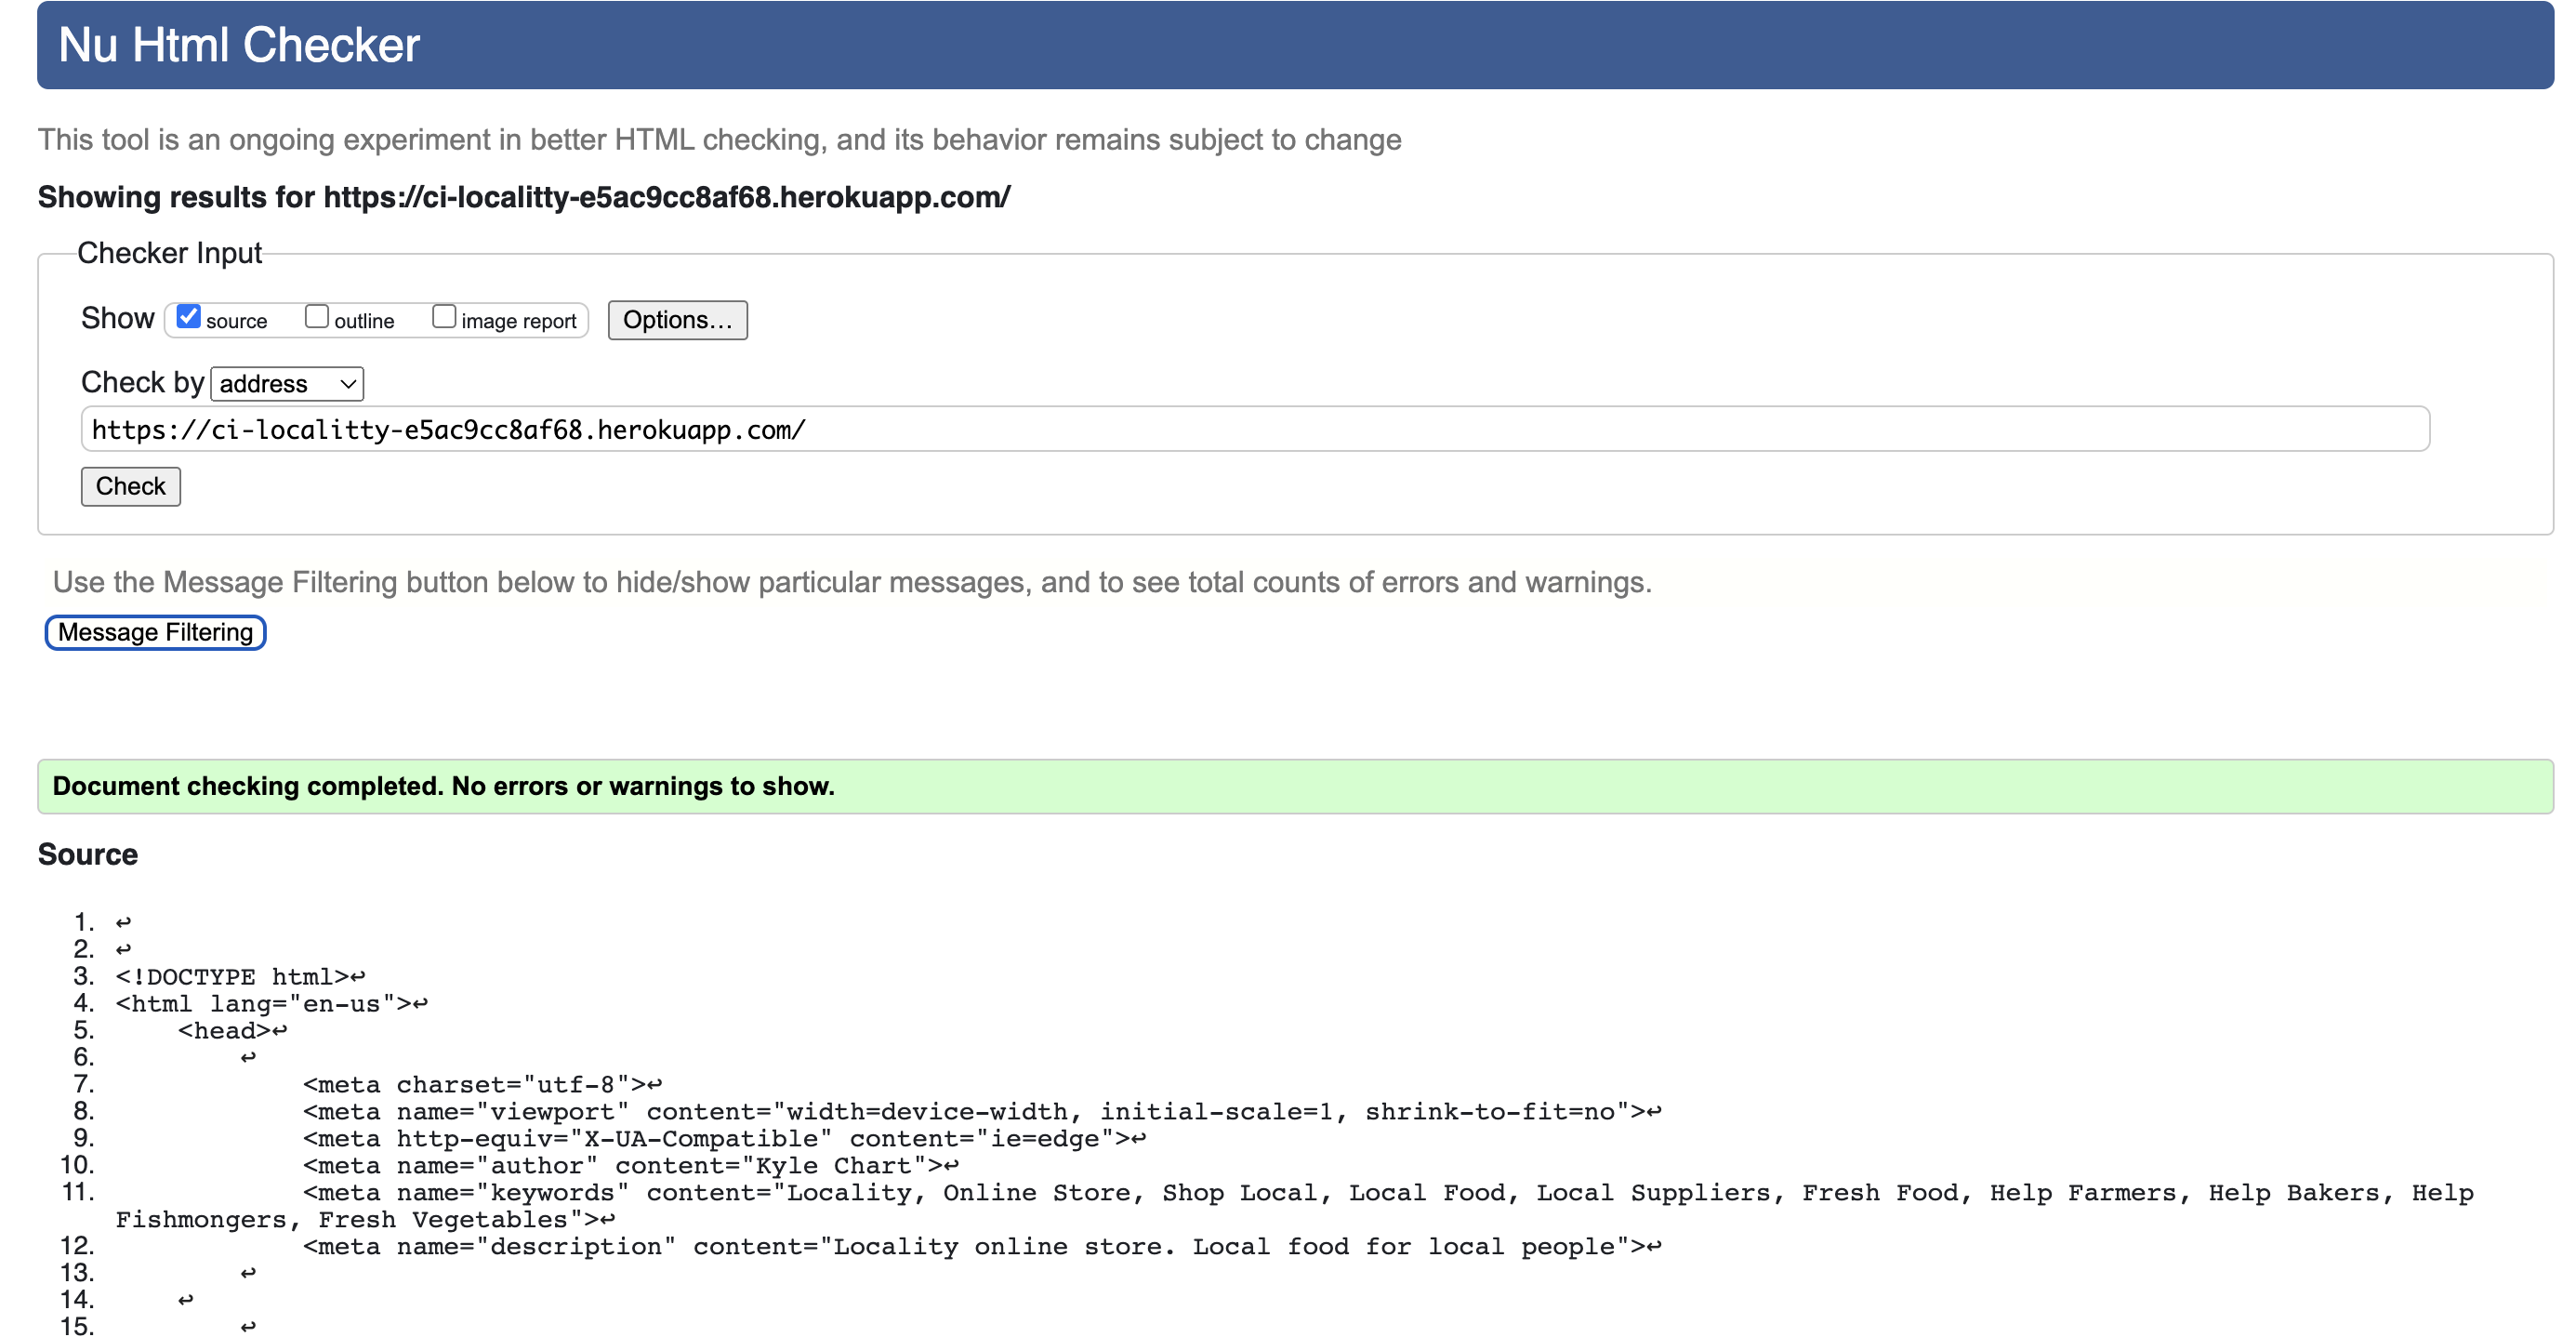 Nu Html Checker
This tool is an ongoing experiment in better HTML checking, and its behavior remains subject to change
Showing results for https://ci-localitty-e5ac9cc8af68.herokuapp.com/
Checker Input
Show source outline image report Options...
Check by address
https://ci-localitty-e5ac9cc8af68.herokuapp.com/
Check
Use the Message Filtering button below to hide/show particular messages, and to see total counts of errors and warnings.
Message Filtering
Document checking completed. No errors or warnings to show.
Source
1. ↩
2. ↩
3. <!DOCTYPE html>↩
4. <html lang="en-us">↩
5.     <head>↩
6.         ↩
7.             <meta charset="utf-8">↩
8.             <meta name="viewport" content="width=device-width, initial-scale=1, shrink-to-fit=no">↩
9.             <meta http-equiv="X-UA-Compatible" content="ie=edge">↩
10.             <meta name="author" content="Kyle Chart">↩
11.             <meta name="keywords" content="Locality, Online Store, Shop Local, Local Food, Local Suppliers, Fresh Food, Help Farmers, Help Bakers, Help
Fishmongers, Fresh Vegetables">↩
12.             <meta name="description" content="Locality online store. Local food for local people">↩
13.         ↩
14.     ↩
15.         ↩